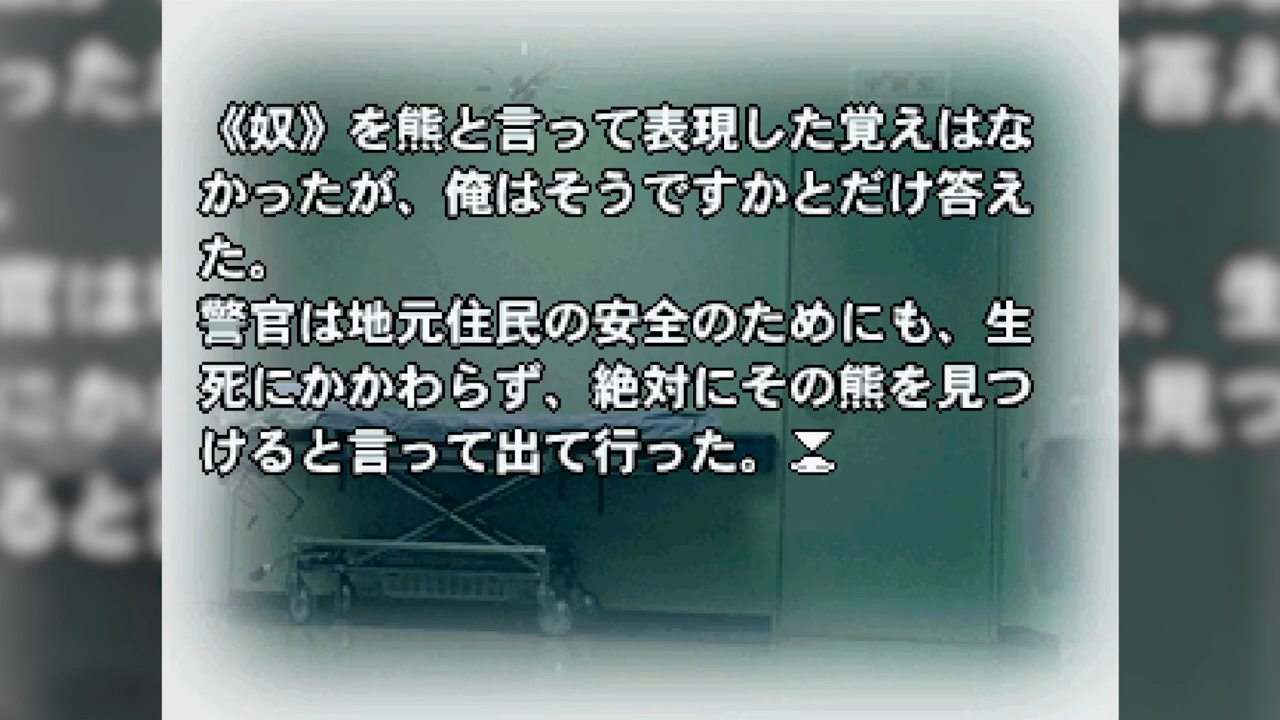 《奴》を熊と言って表現した覚えはな
かったが、俺はそうですかとだけ答え
た。
警官は地元住民の安全のためにも、生
死にかかわらず、絶対にその熊を見つ
けると言って出て行った。